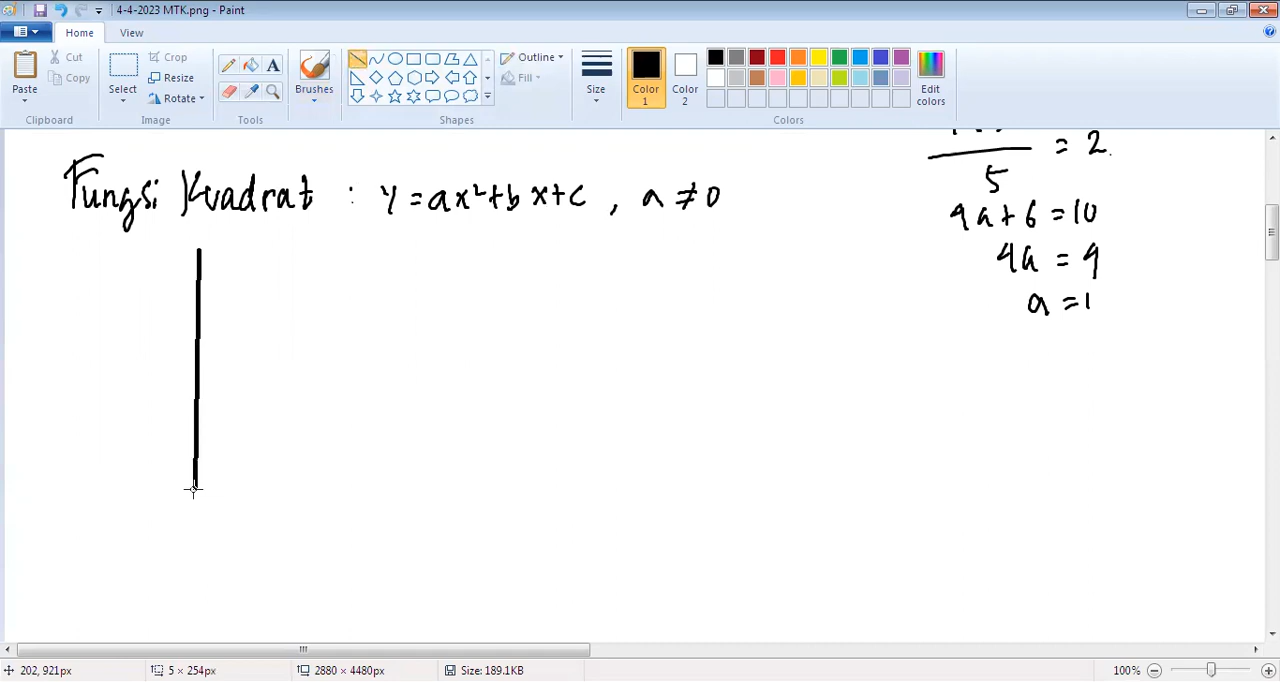 4-4-2023 MTK.png - Paint
Home View
Paste
Cut
Copy
Clipboard
Select
Crop
Resize
Rotate
Image
A
Tools
Brushes
Outline
Fill
Shapes
Size
Color 1
Color 2
Edit colors
Colors
Fungsi Kuadrat : y = ax²+bx+c , a ≠ 0
5 = 2.
4a + 6 = 10
4a = 4
a = 1
202, 921px
5 × 254px
2880 × 4480px
Size: 189.1KB
100%